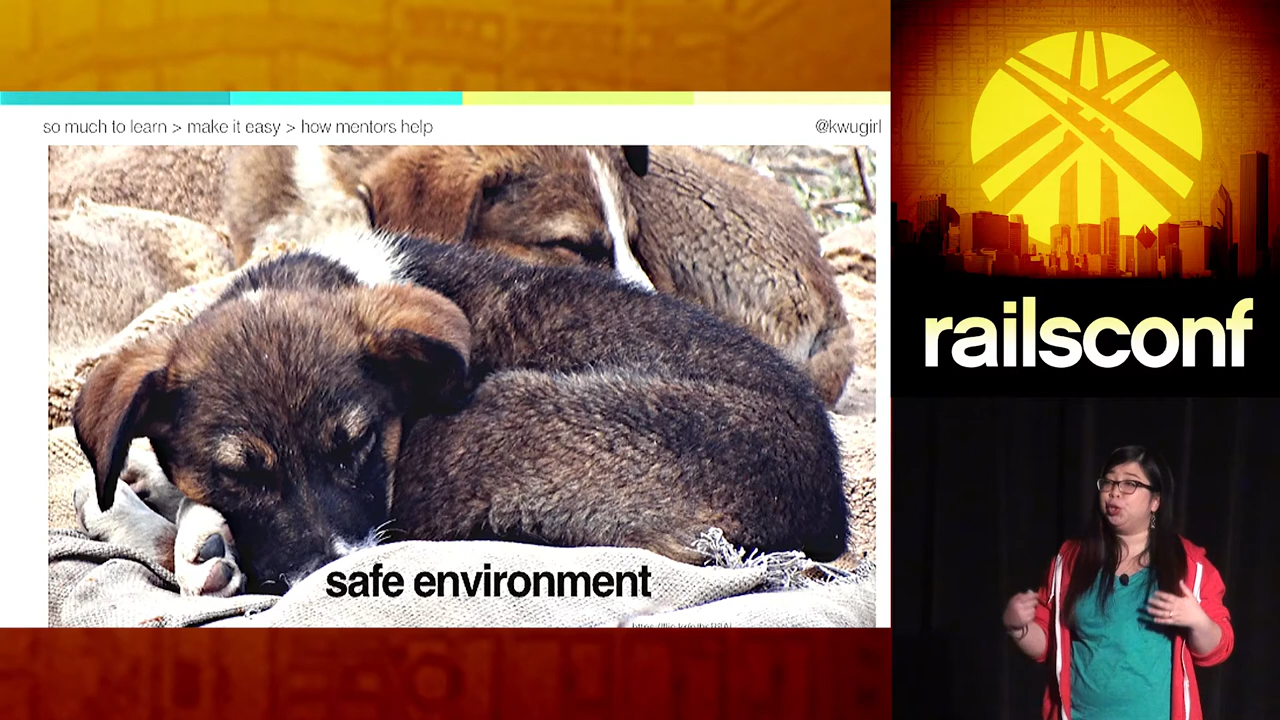 so much to learn > make it easy > how mentors help
@kwugirl
safe environment
railsconf